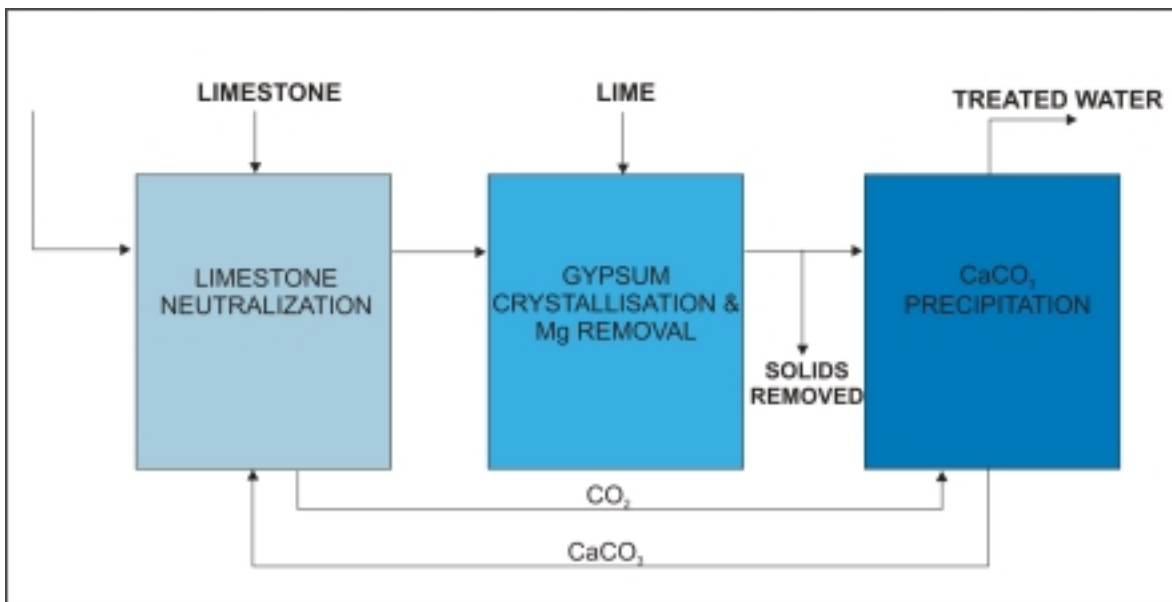 LIMESTONE
LIME
TREATED WATER
LIMESTONE
NEUTRALIZATION
GYPSUM
CRYSTALLISATION &
Mg REMOVAL
CaCO₃
PRECIPITATION
SOLIDS
REMOVED
CO₂
CaCO₃